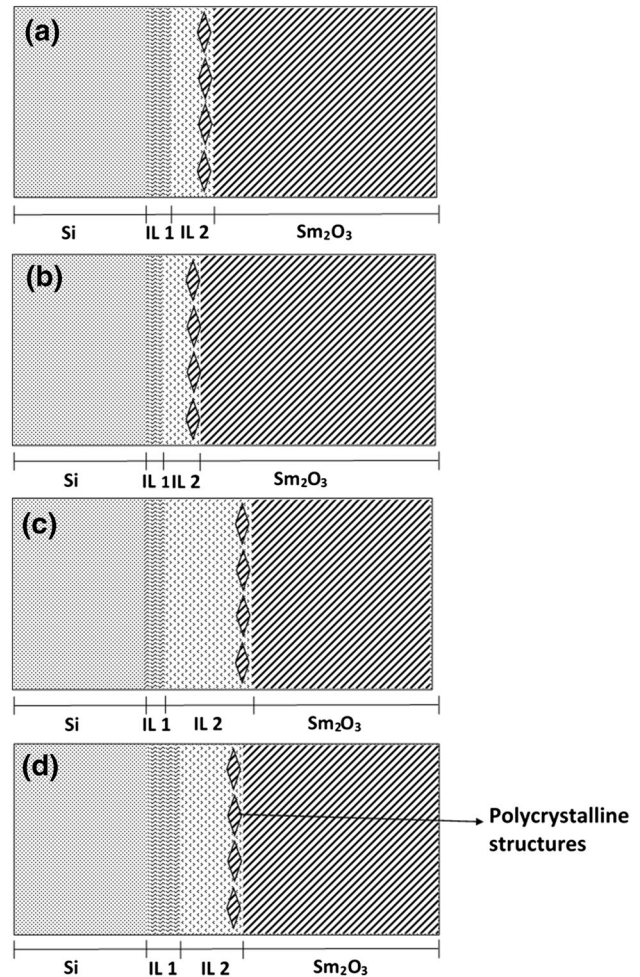 (a)
Si IL 1 IL 2 Sm₂O₃
(b)
Si IL 1 IL 2 Sm₂O₃
(c)
Si IL 1 IL 2 Sm₂O₃
(d)
Polycrystalline
structures
Si IL 1 IL 2 Sm₂O₃